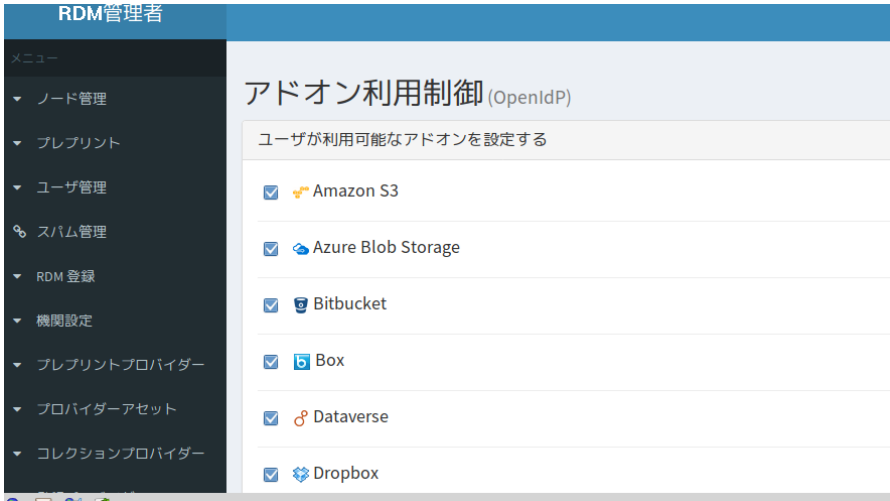 RDM管理者
メニュー
ノード管理
プレプリント
ユーザ管理
スパム管理
RDM 登録
機関設定
プレプリントプロバイダー
プロバイダーアセット
コレクションプロバイダー
アドオン利用制御 (OpenIdP)
ユーザが利用可能なアドオンを設定する
Amazon S3
Azure Blob Storage
Bitbucket
Box
Dataverse
Dropbox